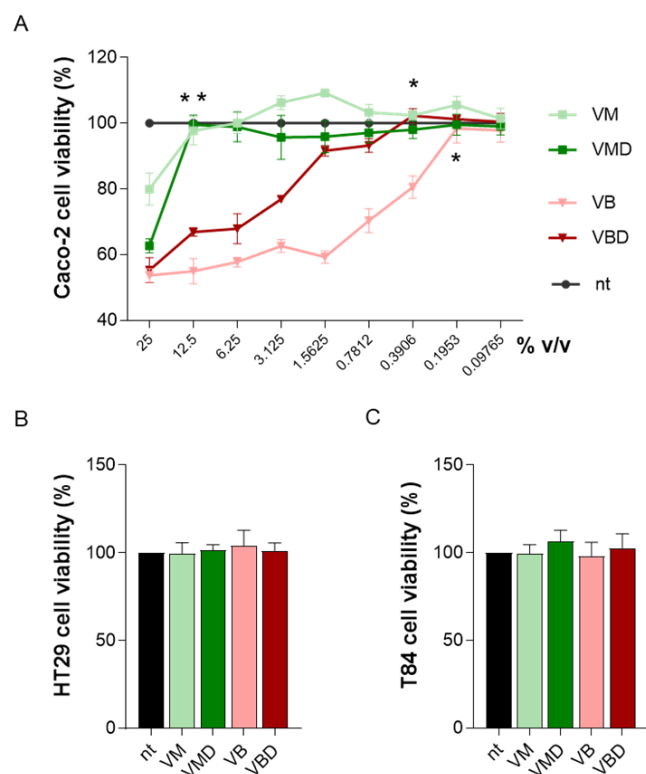 A
Caco-2 cell viability (%)
120
100
80
60
40
* *
*
*
25
12.5
6.25
3.125
1.5625
0.7812
0.3906
0.1953
0.09765
% v/v
VM
VMD
VB
VBD
nt
B
HT29 cell viability (%)
150
100
50
0
nt
VM
VMD
VB
VBD
C
T84 cell viability (%)
150
100
50
0
nt
VM
VMD
VB
VBD